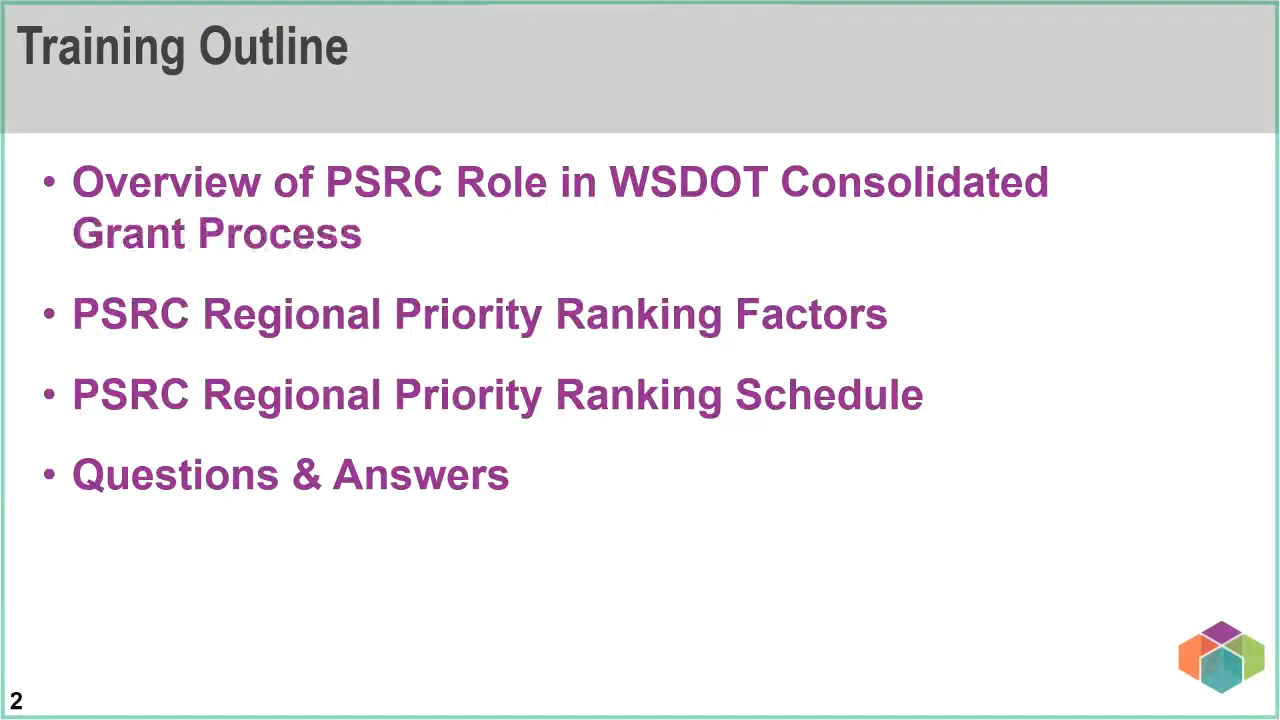 Training Outline
• Overview of PSRC Role in WSDOT Consolidated
Grant Process
• PSRC Regional Priority Ranking Factors
• PSRC Regional Priority Ranking Schedule
• Questions & Answers
2